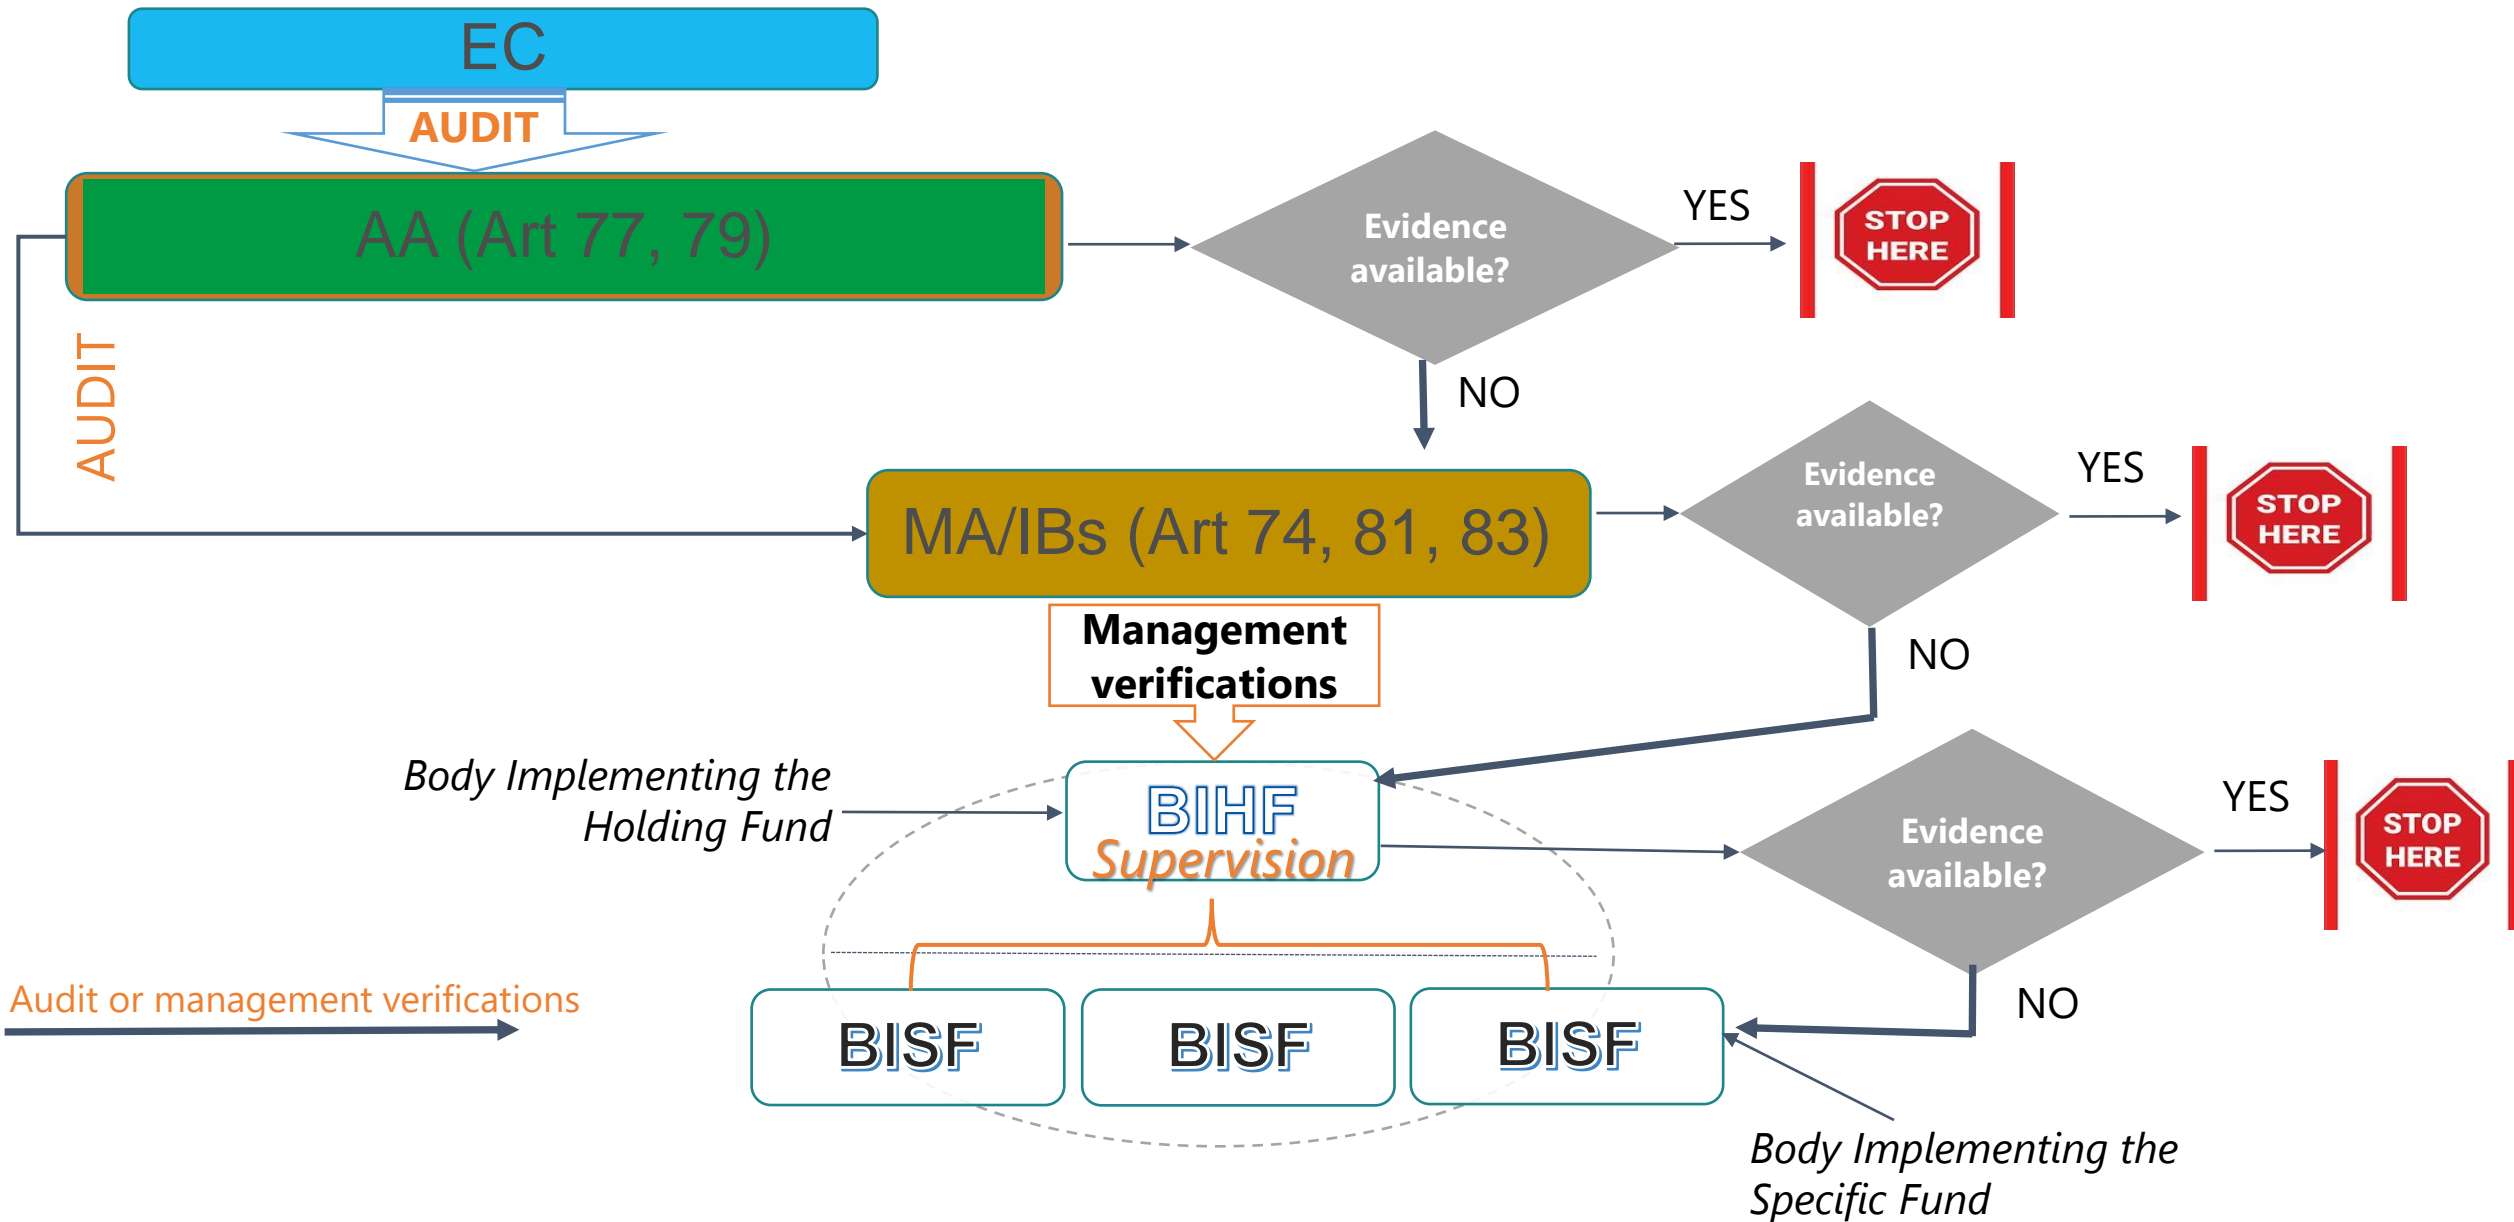 EC
AUDIT
AA (Art 77, 79)
Evidence
available?
YES
STOP
HERE
AUDIT
NO
MA/IBs (Art 74, 81, 83)
Evidence
available?
YES
STOP
HERE
Management
verifications
NO
Body Implementing the
Holding Fund
BIHF
Supervision
Evidence
available?
YES
STOP
HERE
Audit or management verifications
BISF
BISF
BISF
NO
Body Implementing the
Specific Fund